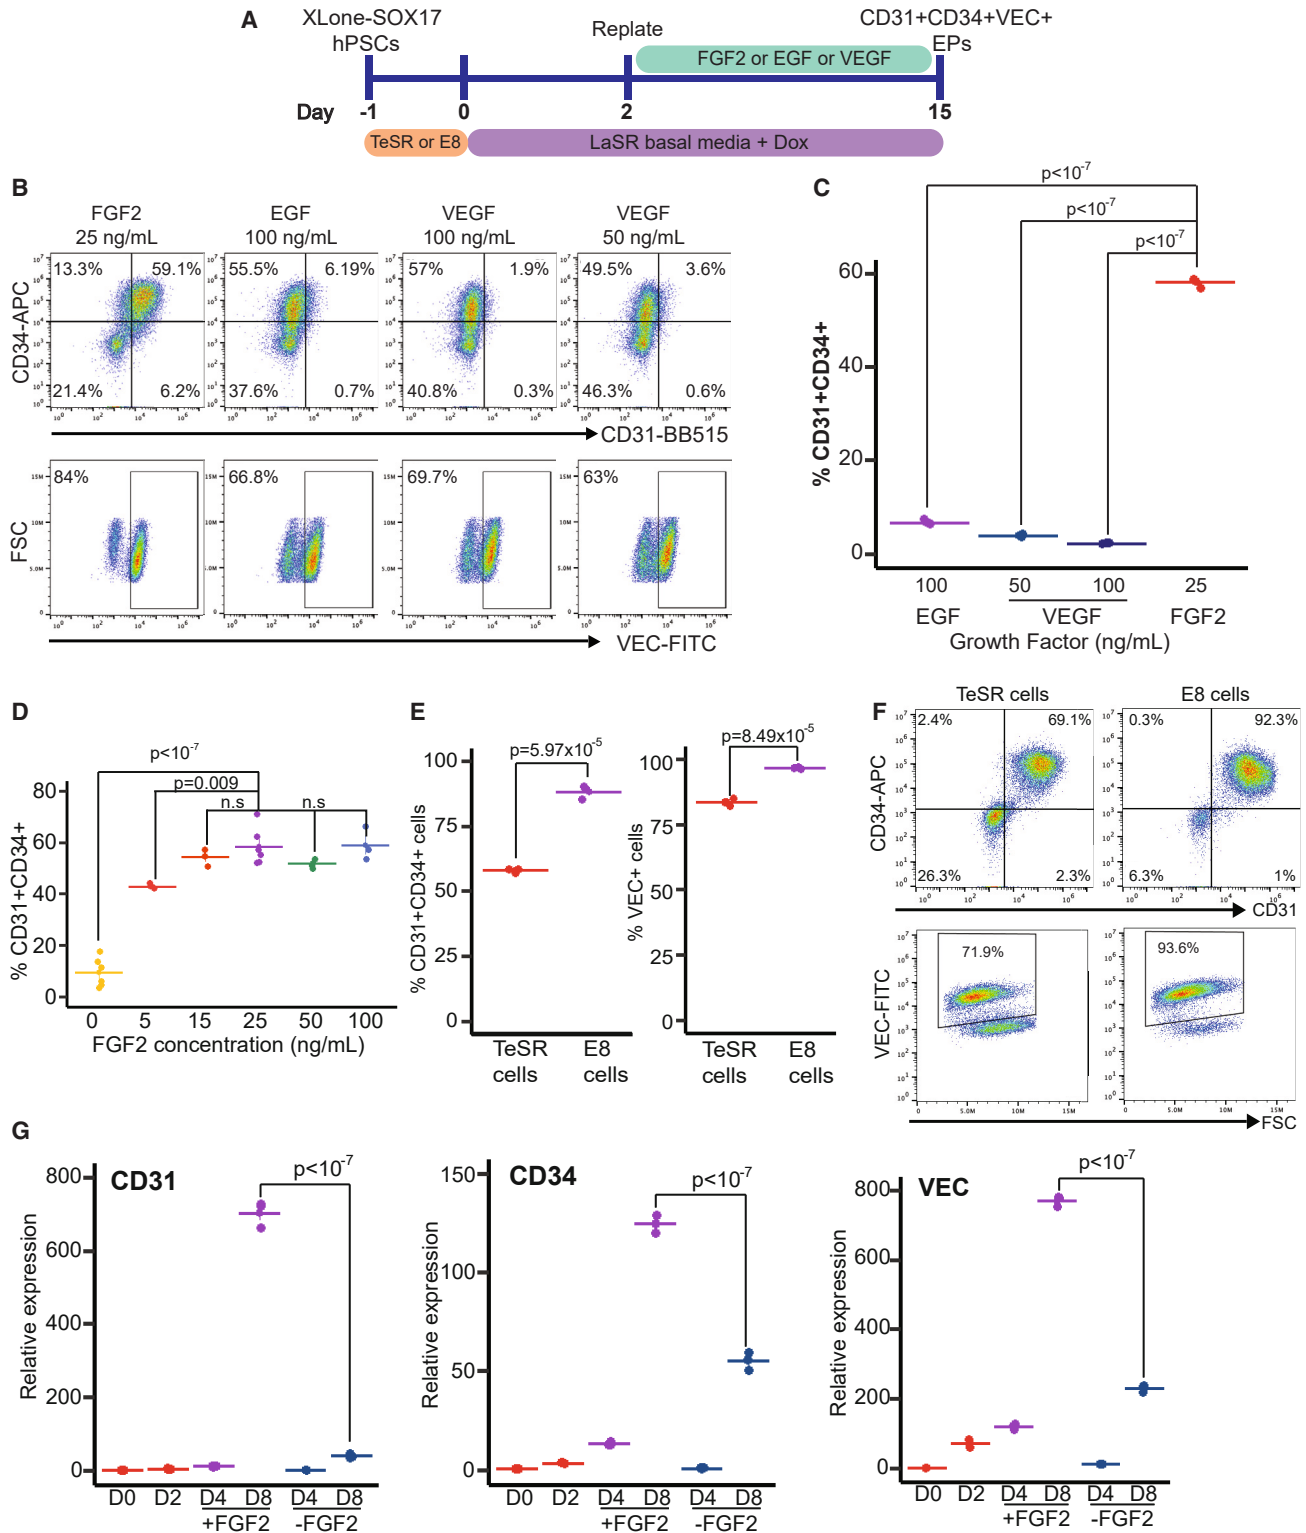 A
XLone-SOX17
hPSCs
Replate
CD31+CD34+VEC+
EPs
FGF2 or EGF or VEGF
Day
-1
0
2
15
TeSR or E8
LaSR basal media + Dox
B
FGF2
25 ng/mL
EGF
100 ng/mL
VEGF
100 ng/mL
VEGF
50 ng/mL
CD34-APC
13.3%
59.1%
21.4%
6.2%
55.5%
6.19%
37.6%
0.7%
57%
1.9%
40.8%
0.3%
49.5%
3.6%
46.3%
0.6%
CD31-BB515
FSC
84%
66.8%
69.7%
63%
VEC-FITC
C
p<10-7
p<10-7
p<10-7
% CD31+CD34+
60
40
20
0
100
50
100
25
EGF
VEGF
FGF2
Growth Factor (ng/mL)
D
p<10-7
p=0.009
n.s
n.s
% CD31+CD34+
80
60
40
20
0
0
5
15
25
50
100
FGF2 concentration (ng/mL)
E
p=5.97x10-5
% CD31+CD34+ cells
100
75
50
25
0
TeSR
cells
E8
cells
p=8.49x10-5
% VEC+ cells
100
75
50
25
0
TeSR
cells
E8
cells
F
TeSR cells
E8 cells
CD34-APC
2.4%
69.1%
26.3%
2.3%
0.3%
92.3%
6.3%
1%
CD31
VEC-FITC
71.9%
93.6%
FSC
G
CD31
p<10-7
Relative expression
800
600
400
200
0
D0
D2
D4
D8
D4
D8
+FGF2
-FGF2
CD34
p<10-7
Relative expression
150
100
50
0
D0
D2
D4
D8
D4
D8
+FGF2
-FGF2
VEC
p<10-7
Relative expression
800
600
400
200
0
D0
D2
D4
D8
D4
D8
+FGF2
-FGF2